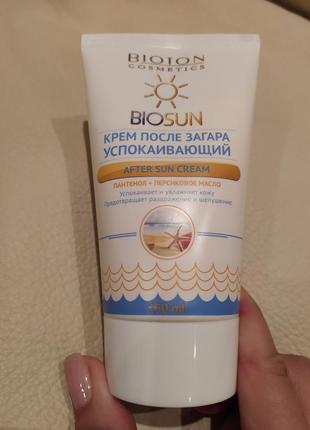 BIOTON
COSMETICS
BIOSUN
КРЕМ ПОСЛЕ ЗАГАРА
УСПОКАИВАЮЩИЙ
AFTER SUN CREAM
ПАНТЕНОЛ + ПЕРСИКОВОЕ МАСЛО
Успокаивает и увлажняет кожу
Предотвращает раздражение и шелушение
150 ml